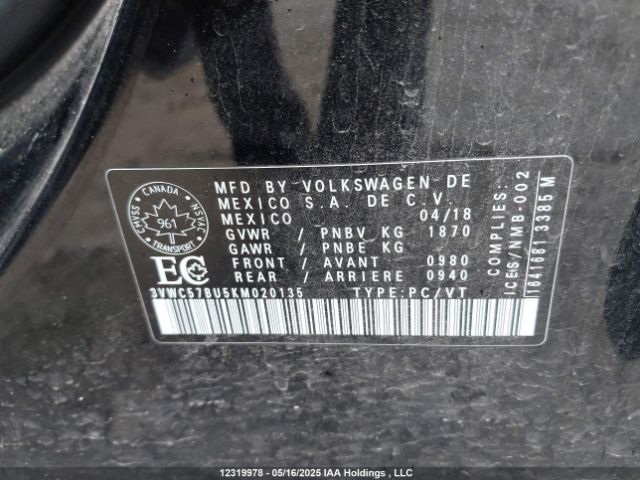 CANADA
CMVSS NSVAC
961
TRANSPORT
EC
MFD BY VOLKSWAGEN DE
MEXICO S.A. DE C.V.
MEXICO 04/18
GVWR / PNBV KG 1870
GAWR / PNBE KG
FRONT / AVANT 0980
REAR / ARRIERE 0940
3VWC57BU5KM020135 TYPE:PC/VT
COMPLIES:
ICES/NMB-002
16416613385M
12319978 - 05/16/2025 IAA Holdings , LLC